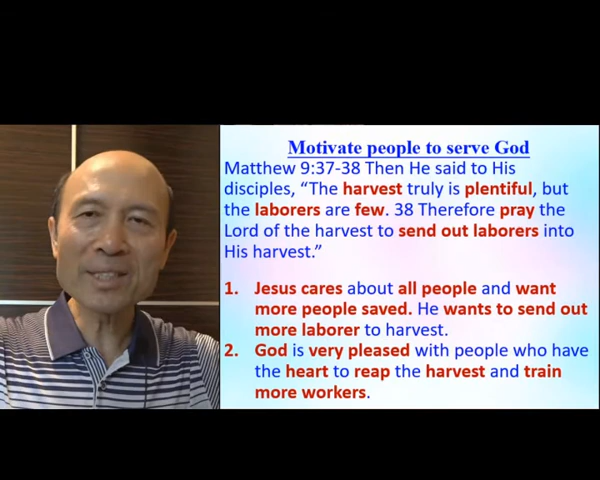 Motivate people to serve God
Matthew 9:37-38 Then He said to His
disciples, “The harvest truly is plentiful, but
the laborers are few. 38 Therefore pray the
Lord of the harvest to send out laborers into
His harvest.”
1. Jesus cares about all people and want
more people saved. He wants to send out
more laborer to harvest.
2. God is very pleased with people who have
the heart to reap the harvest and train
more workers.